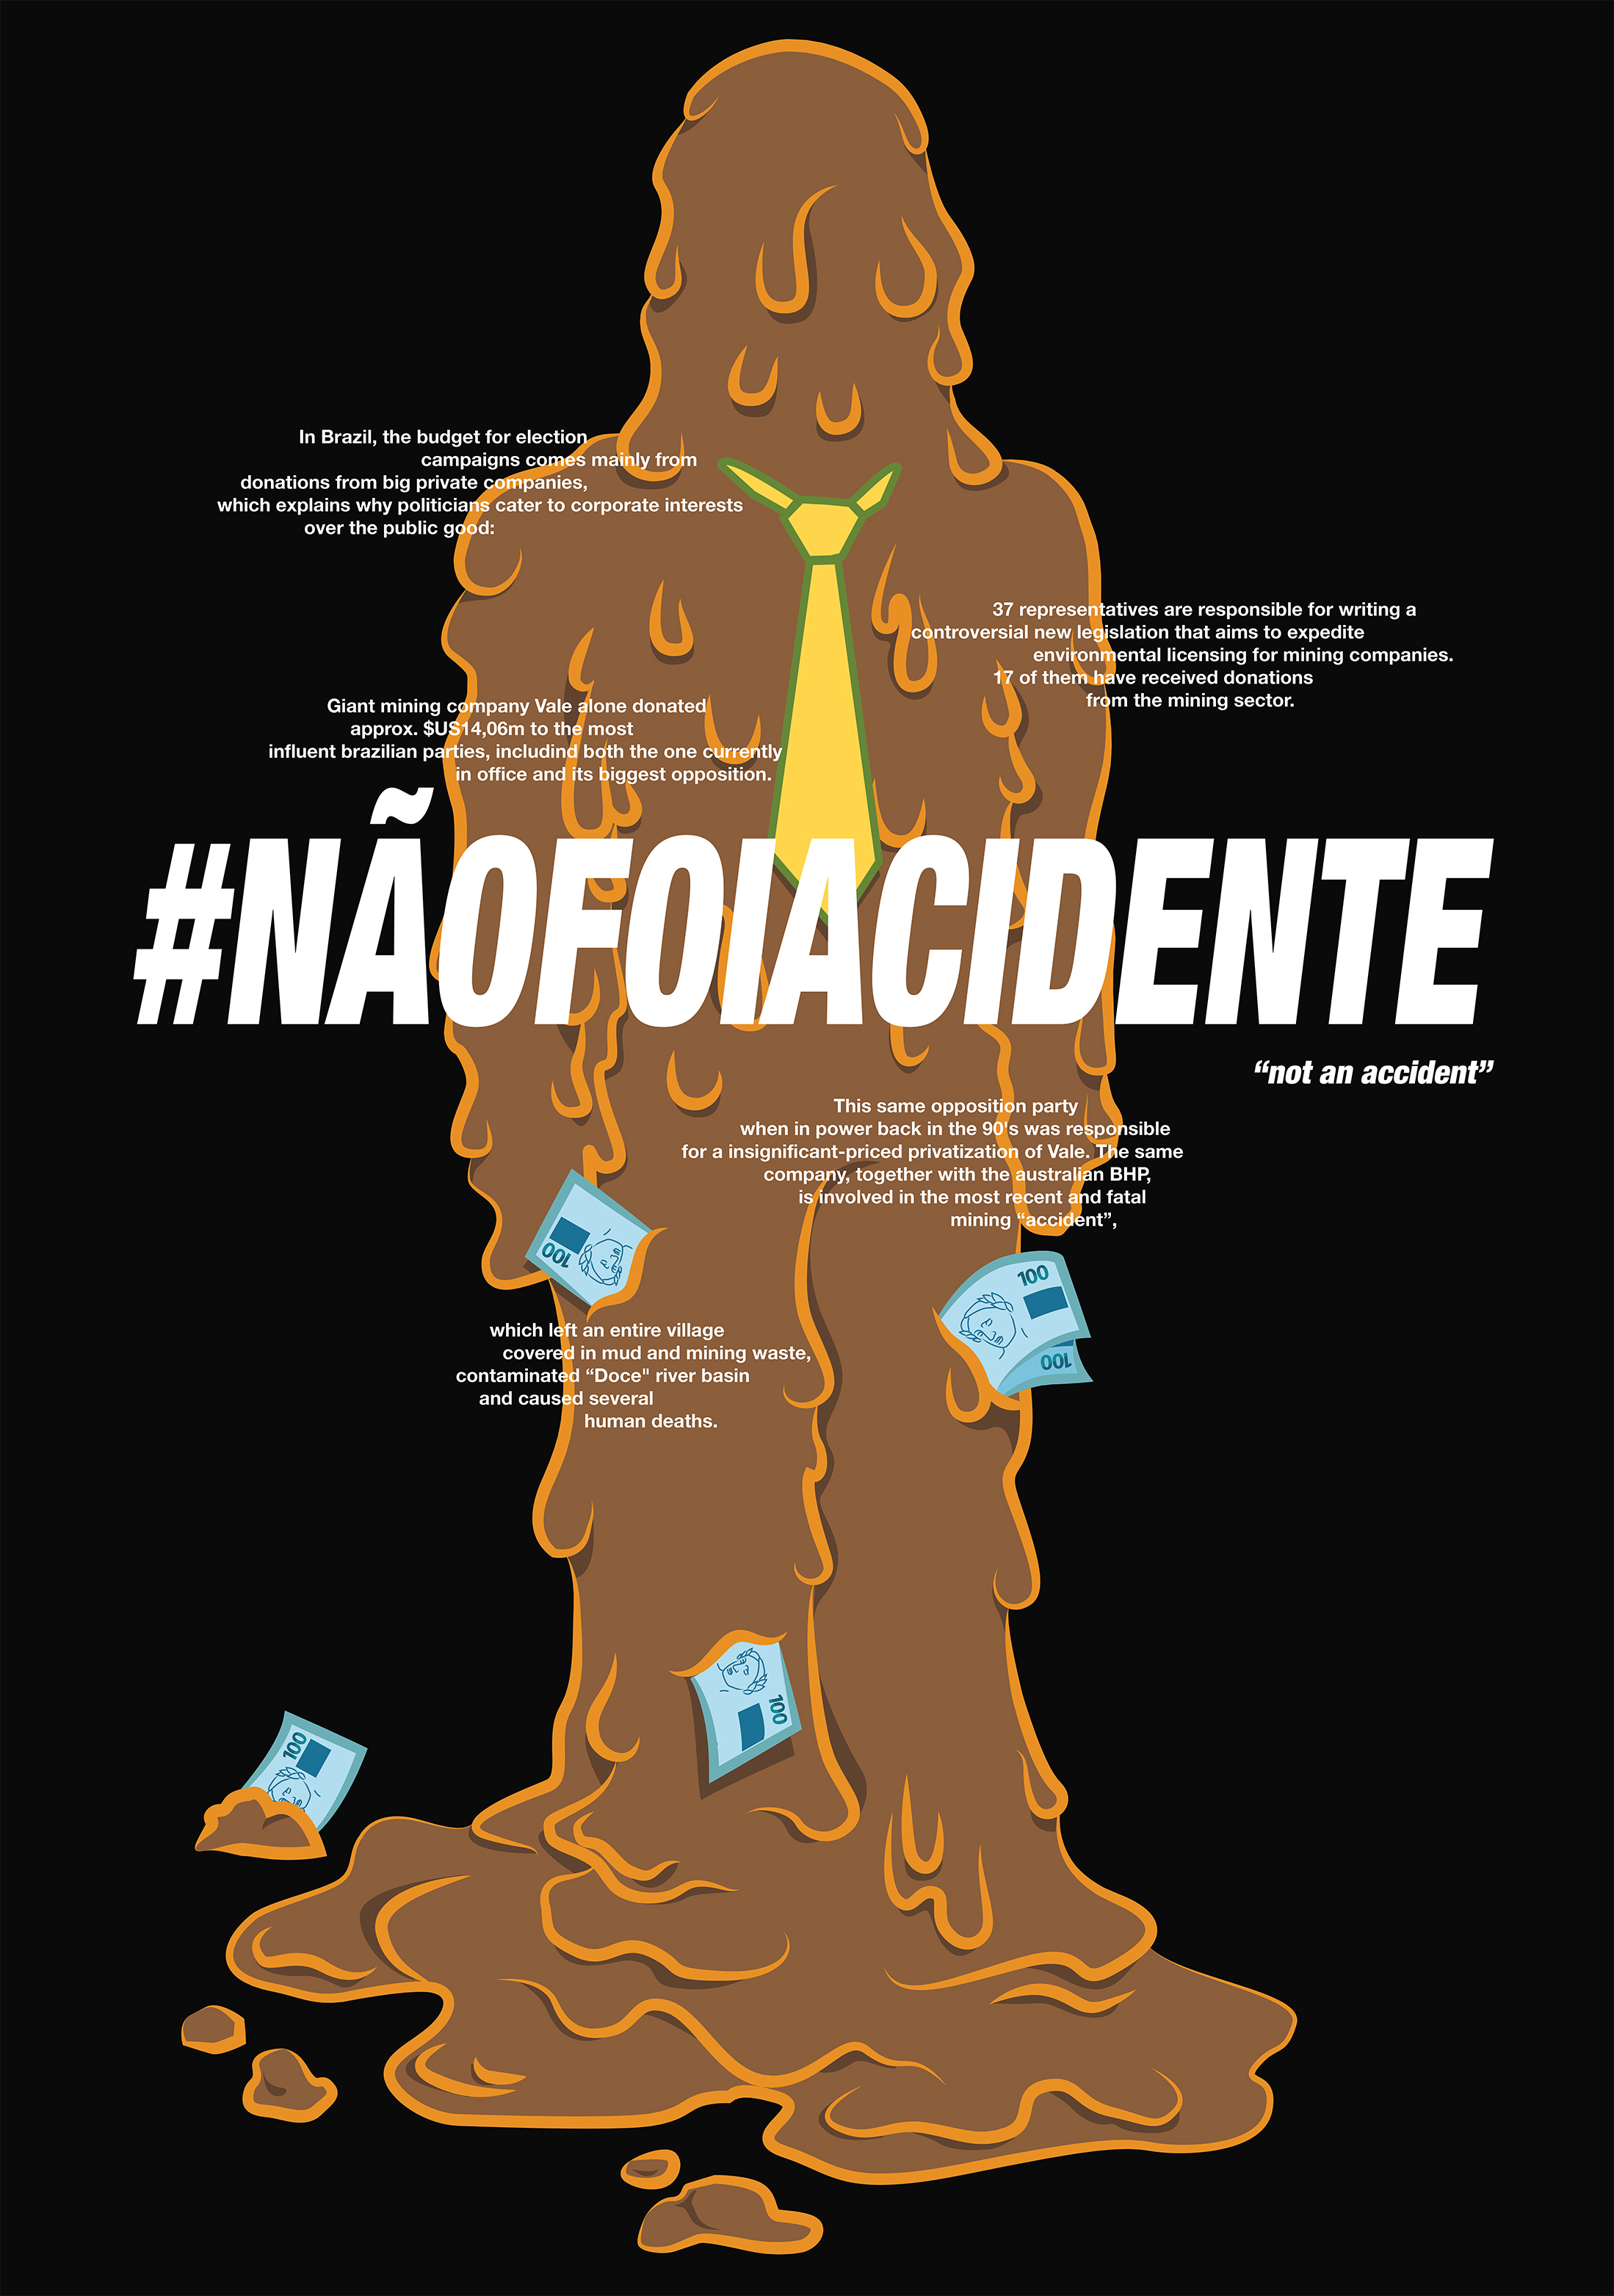 In Brazil, the budget for election
campaigns comes mainly from
donations from big private companies,
which explains why politicians cater to corporate interests
over the public good:
37 representatives are responsible for writing a
controversial new legislation that aims to expedite
environmental licensing for mining companies.
17 of them have received donations
from the mining sector.
Giant mining company Vale alone donated
approx. $US14,06m to the most
influent brazilian parties, includind both the one currently
in office and its biggest opposition.
#NÃOFOIACIDENTE
“not an accident”
This same opposition party
when in power back in the 90's was responsible
for a insignificant-priced privatization of Vale. The same
company, together with the australian BHP,
is involved in the most recent and fatal
mining “accident”,
100
100
100
which left an entire village
covered in mud and mining waste,
contaminated “Doce" river basin
and caused several
human deaths.
100
100